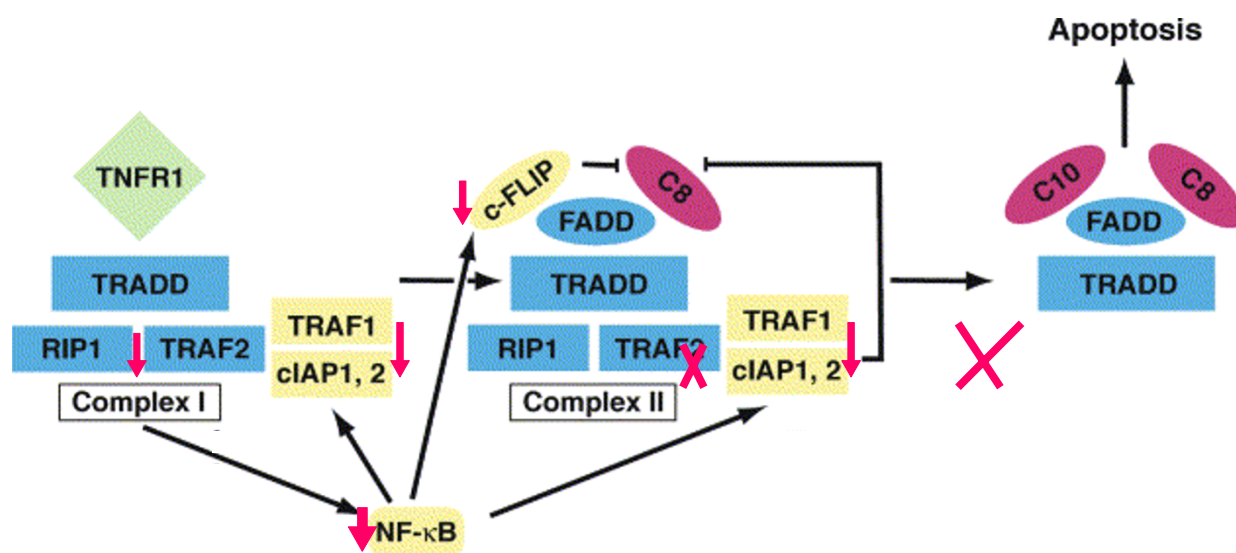 Apoptosis
TNFR1
TRADD
RIP1
TRAF2
TRAF1
cIAP1, 2
Complex I
c-FLIP
C8
FADD
TRADD
RIP1
TRAF2
TRAF1
cIAP1, 2
Complex II
C10
C8
FADD
TRADD
NF-κB